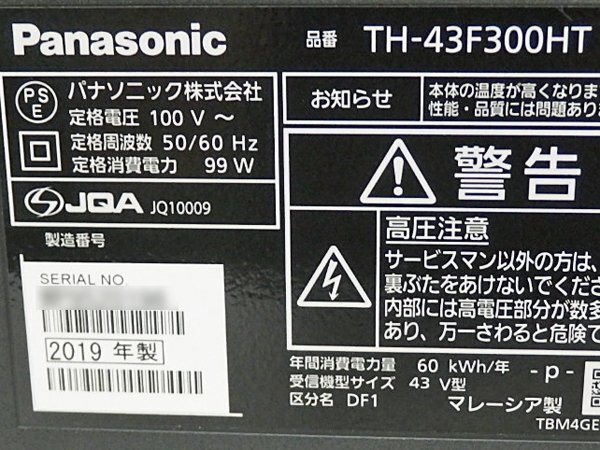 Panasonic
品番 TH-43F300HT
PS
E
パナソニック株式会社
定格電圧 100 V ～
定格周波数 50/60 Hz
定格消費電力 99 W
JQA JQ10009
お知らせ
本体の温度が高くなりま
性能・品質には問題あり
警告
高圧注意
サービスマン以外の方は、
裏ぶたをあけないでくださ
内部には高電圧部分が数多
あり、万一さわると危険で
製造番号
SERIAL NO.
2019 年製
年間消費電力量 60 kWh/年
受信機型サイズ 43 V型
区分名 DF1
- p -
マレーシア製
TBM4GE